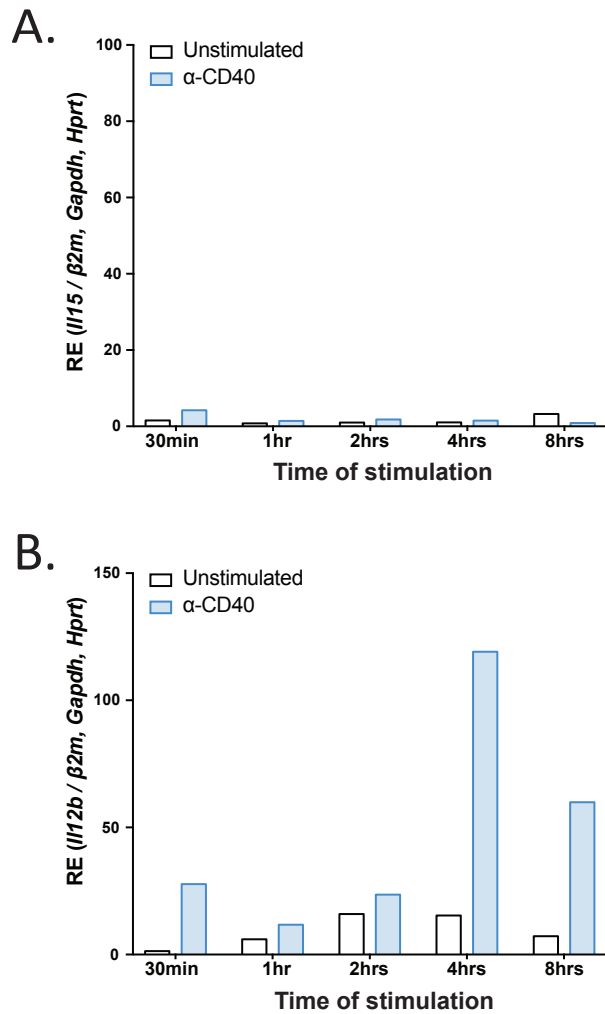 A.
Unstimulated
α-CD40
RE (Il15 / β2m, Gapdh, Hprt)
100
80
60
40
20
0
30min 1hr 2hrs 4hrs 8hrs
Time of stimulation
B.
Unstimulated
α-CD40
RE (Il12b / β2m, Gapdh, Hprt)
150
100
50
0
30min 1hr 2hrs 4hrs 8hrs
Time of stimulation